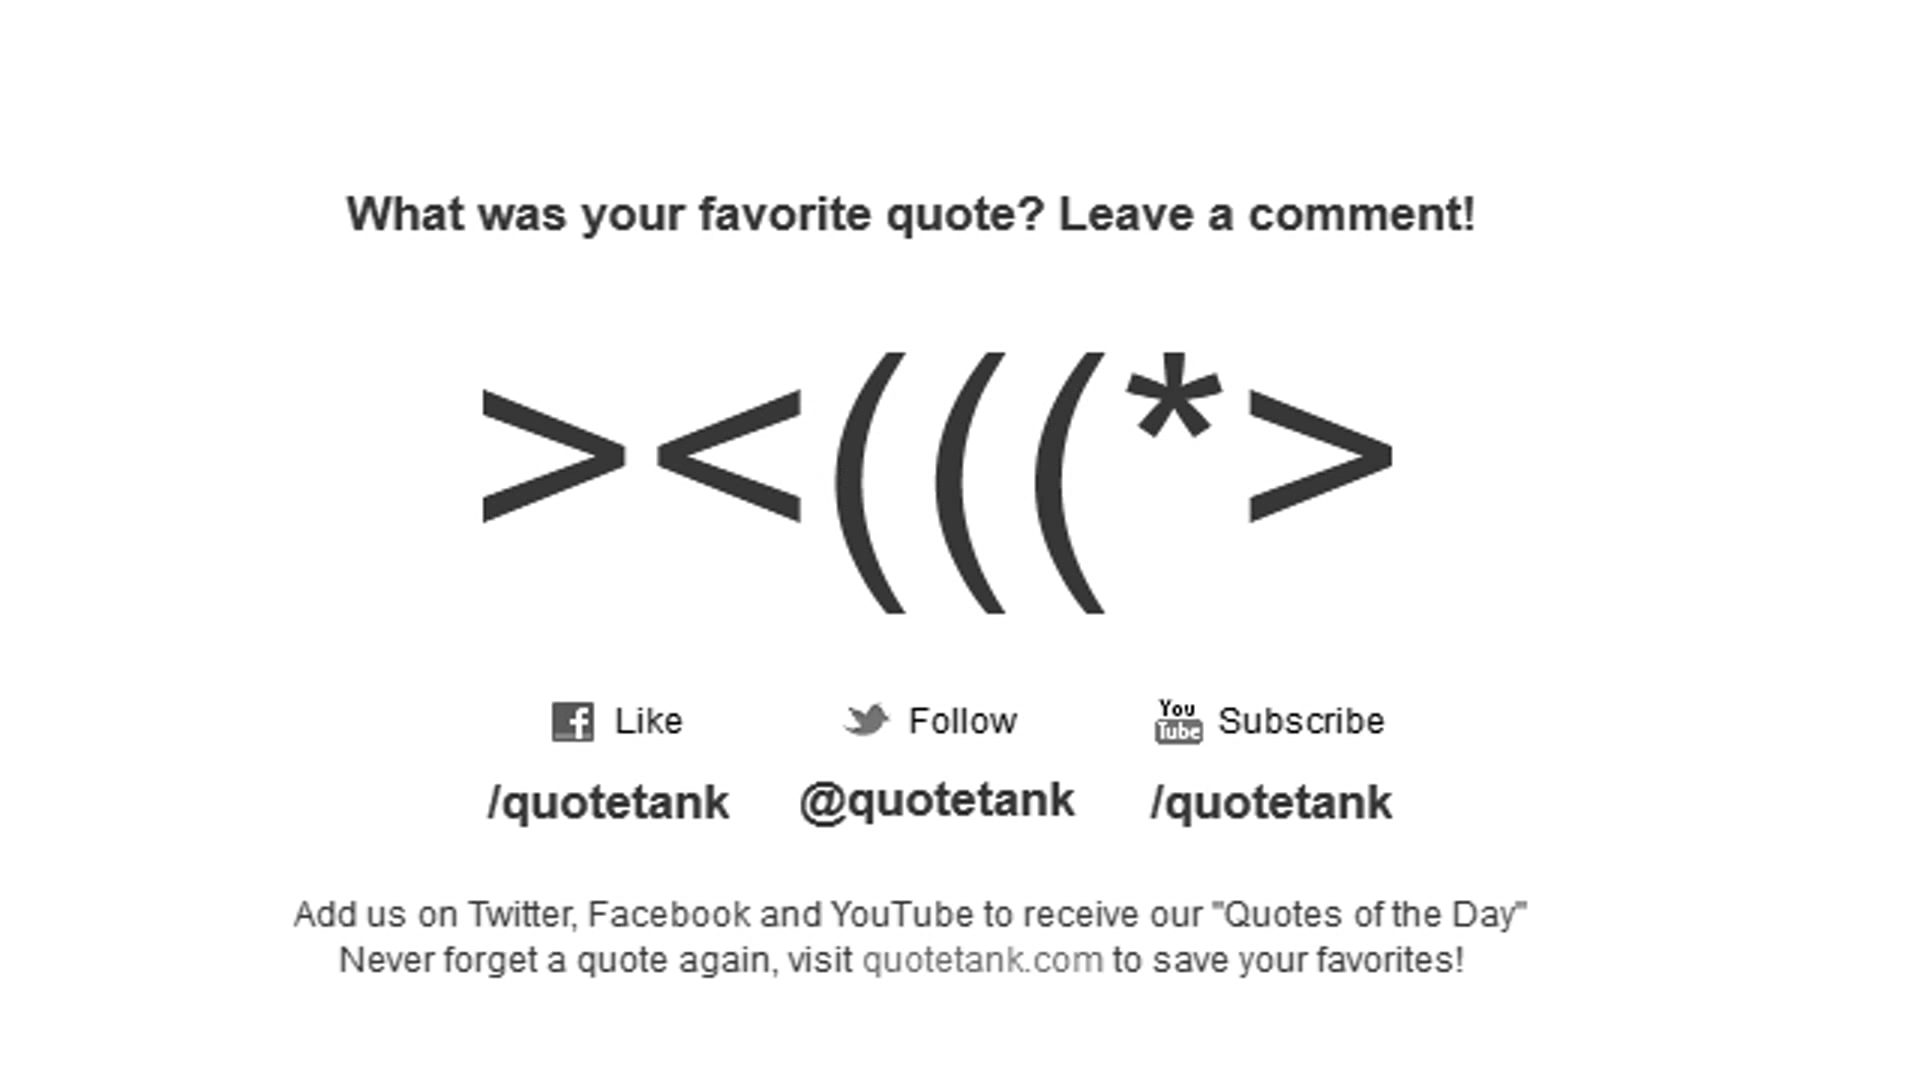 What was your favorite quote? Leave a comment!
><(((*>
f Like Follow You Tube Subscribe
/quotetank @quotetank /quotetank
Add us on Twitter, Facebook and YouTube to receive our "Quotes of the Day"
Never forget a quote again, visit quotetank.com to save your favorites!